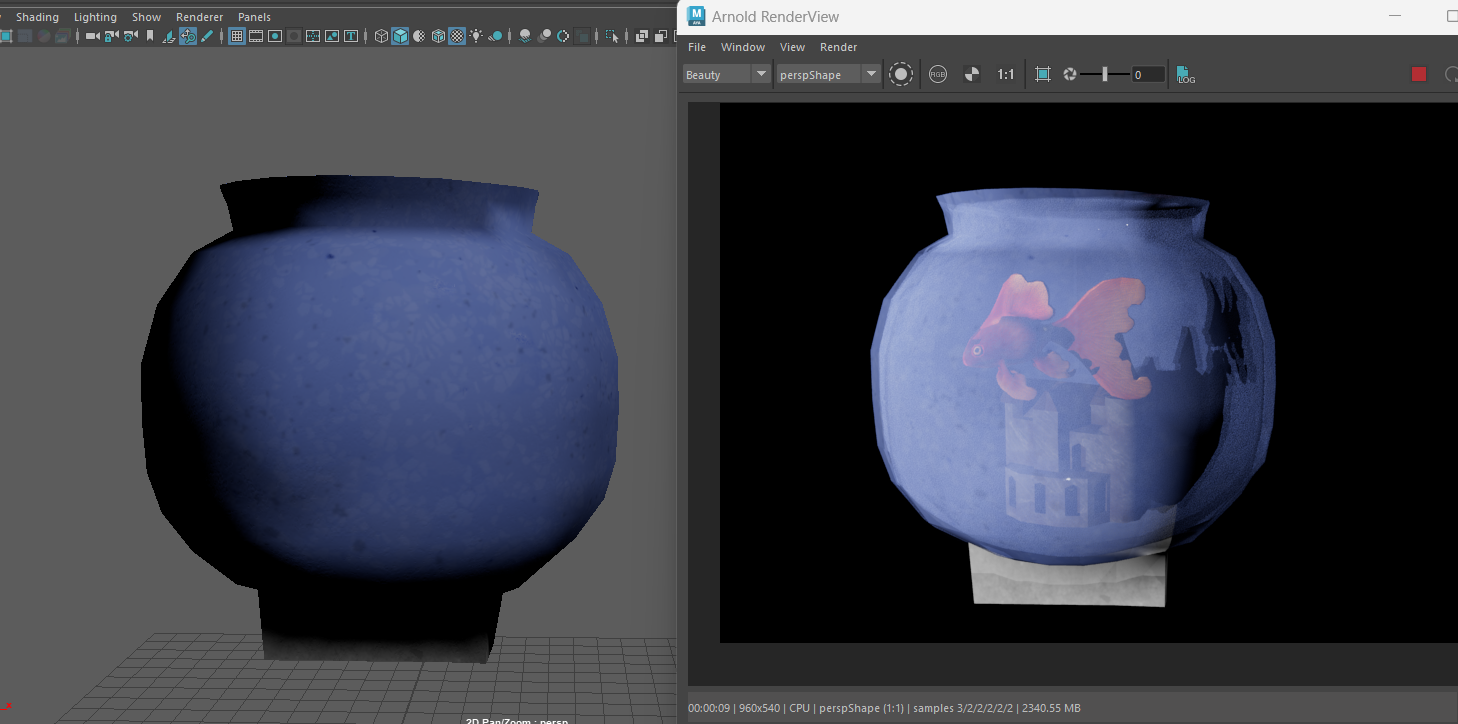 Shading Lighting Show Renderer Panels
Arnold RenderView
File Window View Render
Beauty perspShape RGB 1:1 0 LOG
00:00:09 | 960x540 | CPU | perspShape (1:1) | samples 3/2/2/2/2/2 | 2340.55 MB
2D Pan/Zoom : persp